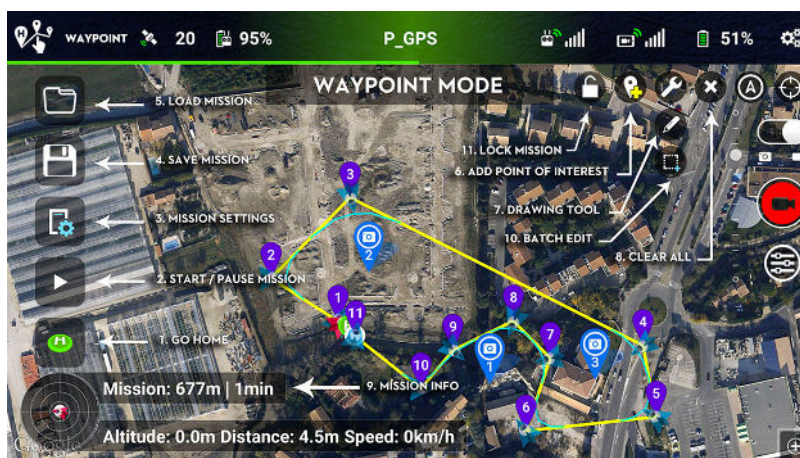 WAYPOINT 20 95% P_GPS 51%
WAYPOINT MODE
A
5. LOAD MISSION
11. LOCK MISSION
4. SAVE MISSION
6. ADD POINT OF INTEREST
3
7. DRAWING TOOL
3. MISSION SETTINGS
10. BATCH EDIT
2
2
8. CLEAR ALL
2. START / PAUSE MISSION
1
11
8
4
H
1. GO HOME
9
7
1
3
10
Mission: 677m | 1min
9. MISSION INFO
5
6
Altitude: 0.0m Distance: 4.5m Speed: 0km/h
Google